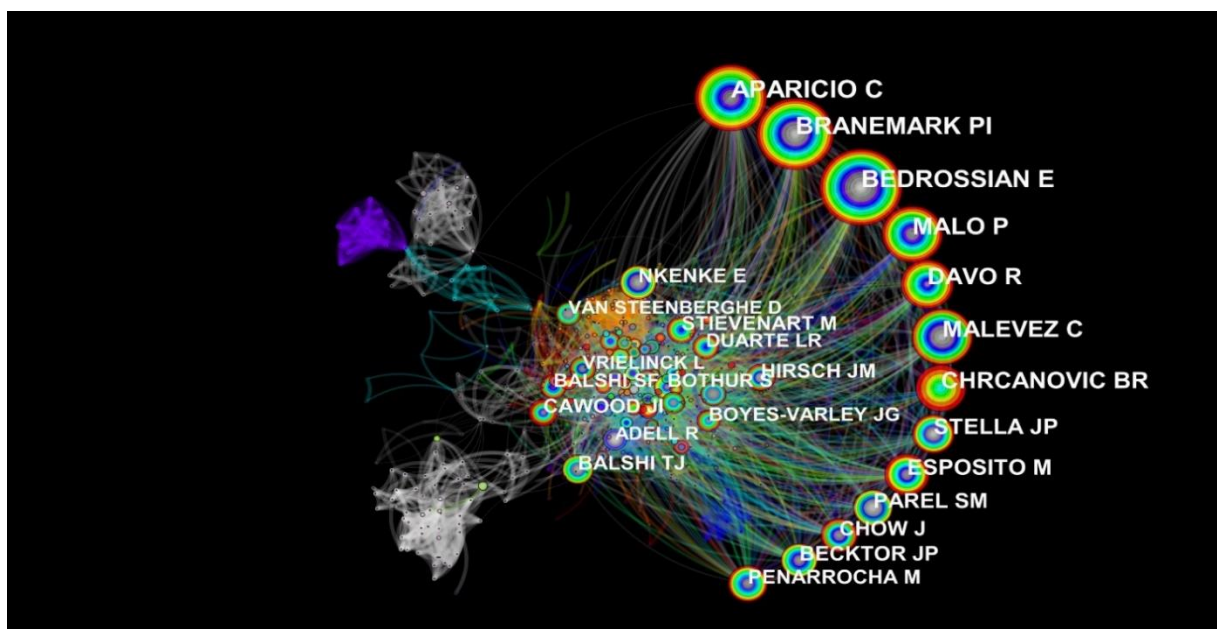 APARICIO C
BRANEMARK PI
BEDROSSIAN E
MALO P
DAVO R
NKENKE E
VAN STEENBERGHE D
STIEVENART M
MALEVEZ C
DUARTE LR
VRIELINCK L
HIRSCH JM
BALSHI SF
BOTHUR S
CHRCANOVIC BR
CAWOOD JI
BOYES-VARLEY JG
STELLA JP
ADELL R
BALSHI TJ
ESPOSITO M
PAREL SM
CHOW J
BECKTOR JP
PENARROCHA M